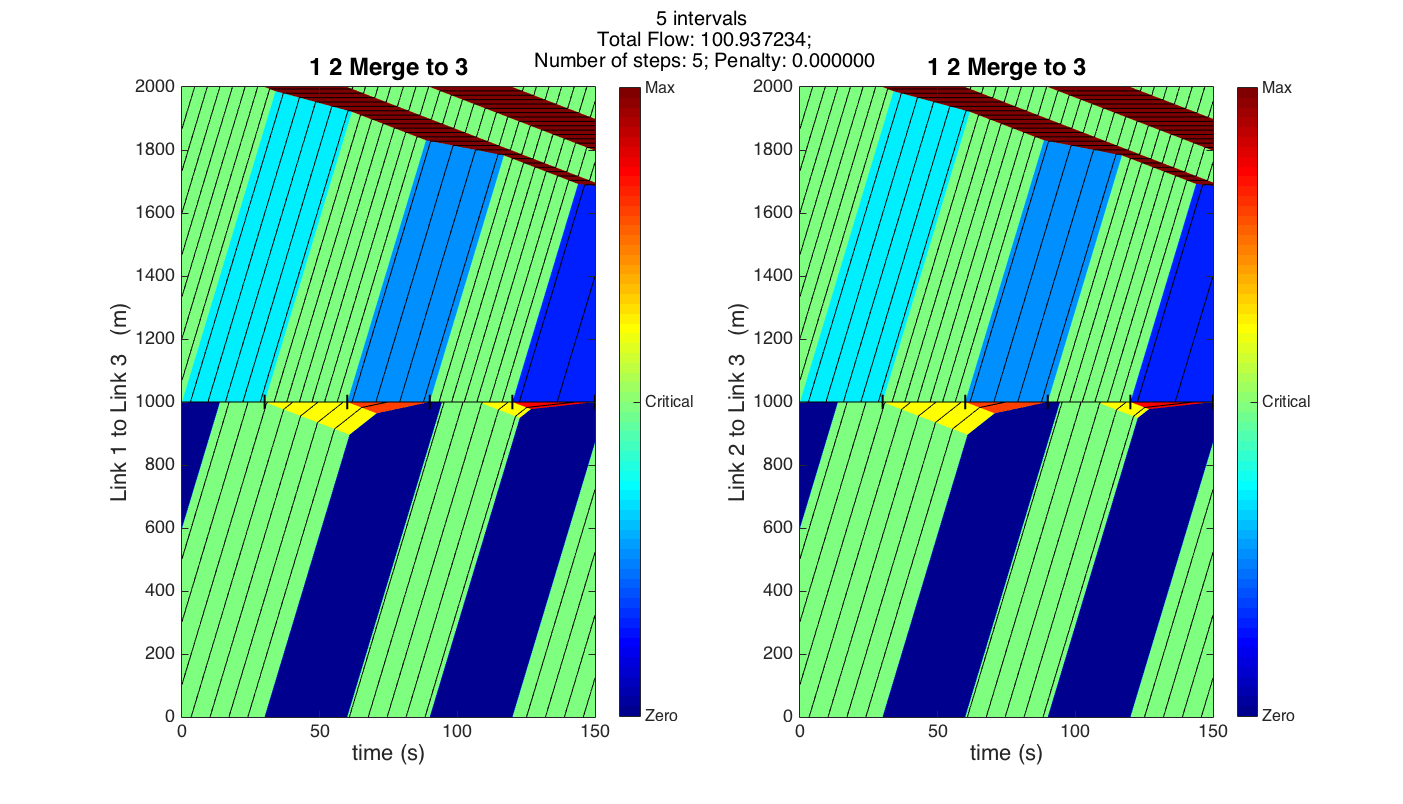 5 intervals
Total Flow: 100.937234;
Number of steps: 5; Penalty: 0.000000
1 2 Merge to 3
2000
1800
1600
1400
1200
1000
800
600
400
200
0
Link 1 to Link 3 (m)
0
50
100
150
time (s)
Max
Critical
Zero
1 2 Merge to 3
2000
1800
1600
1400
1200
1000
800
600
400
200
0
Link 2 to Link 3 (m)
0
50
100
150
time (s)
Max
Critical
Zero